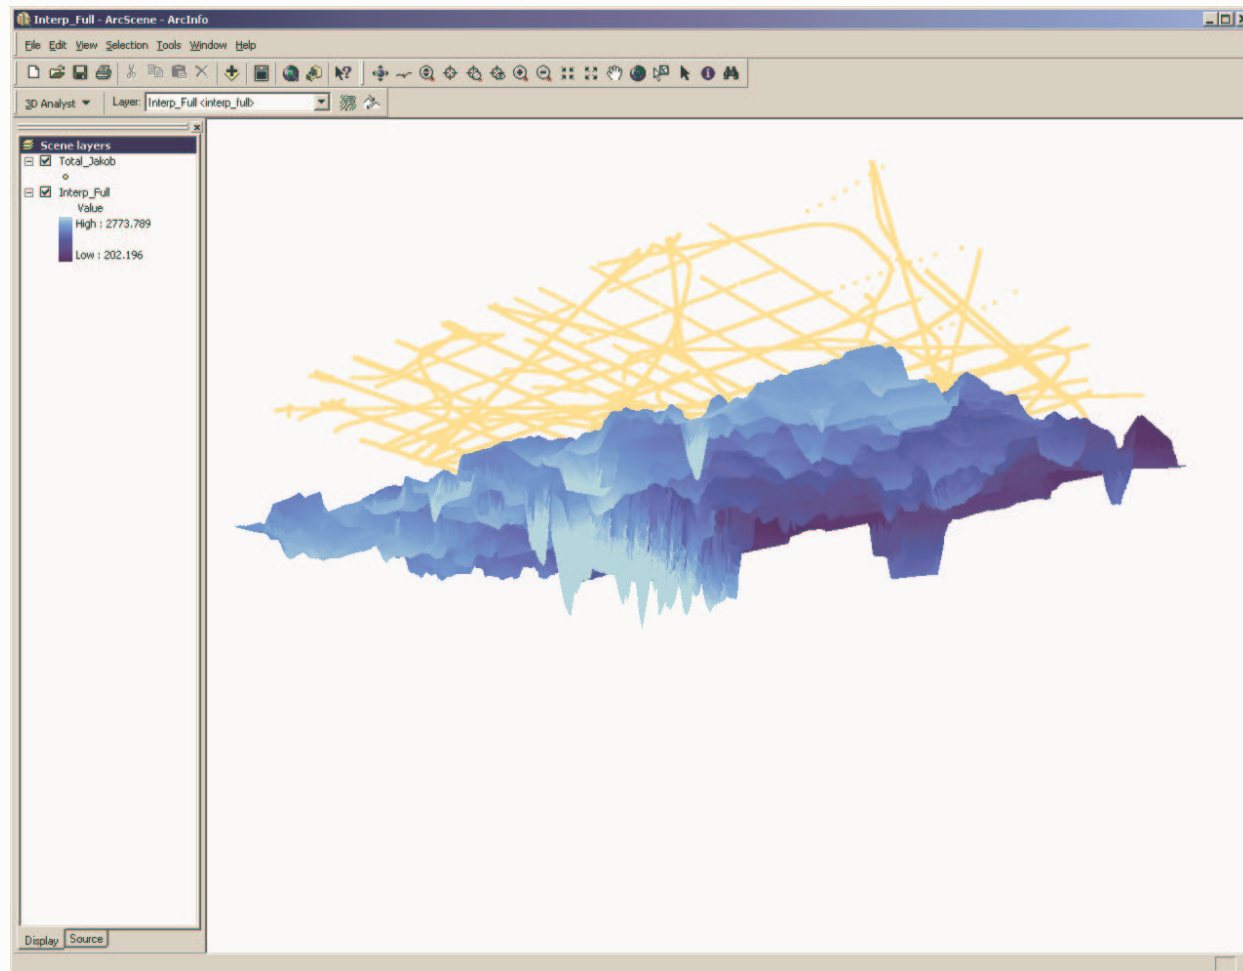 Interp_Full - ArcScene - ArcInfo
File Edit View Selection Tools Window Help
3D Analyst Layer: Interp_Full <interp_full>
Scene layers
Total_Jakob
Interp_Full
Value
High : 2773.789
Low : 202.196
Display Source